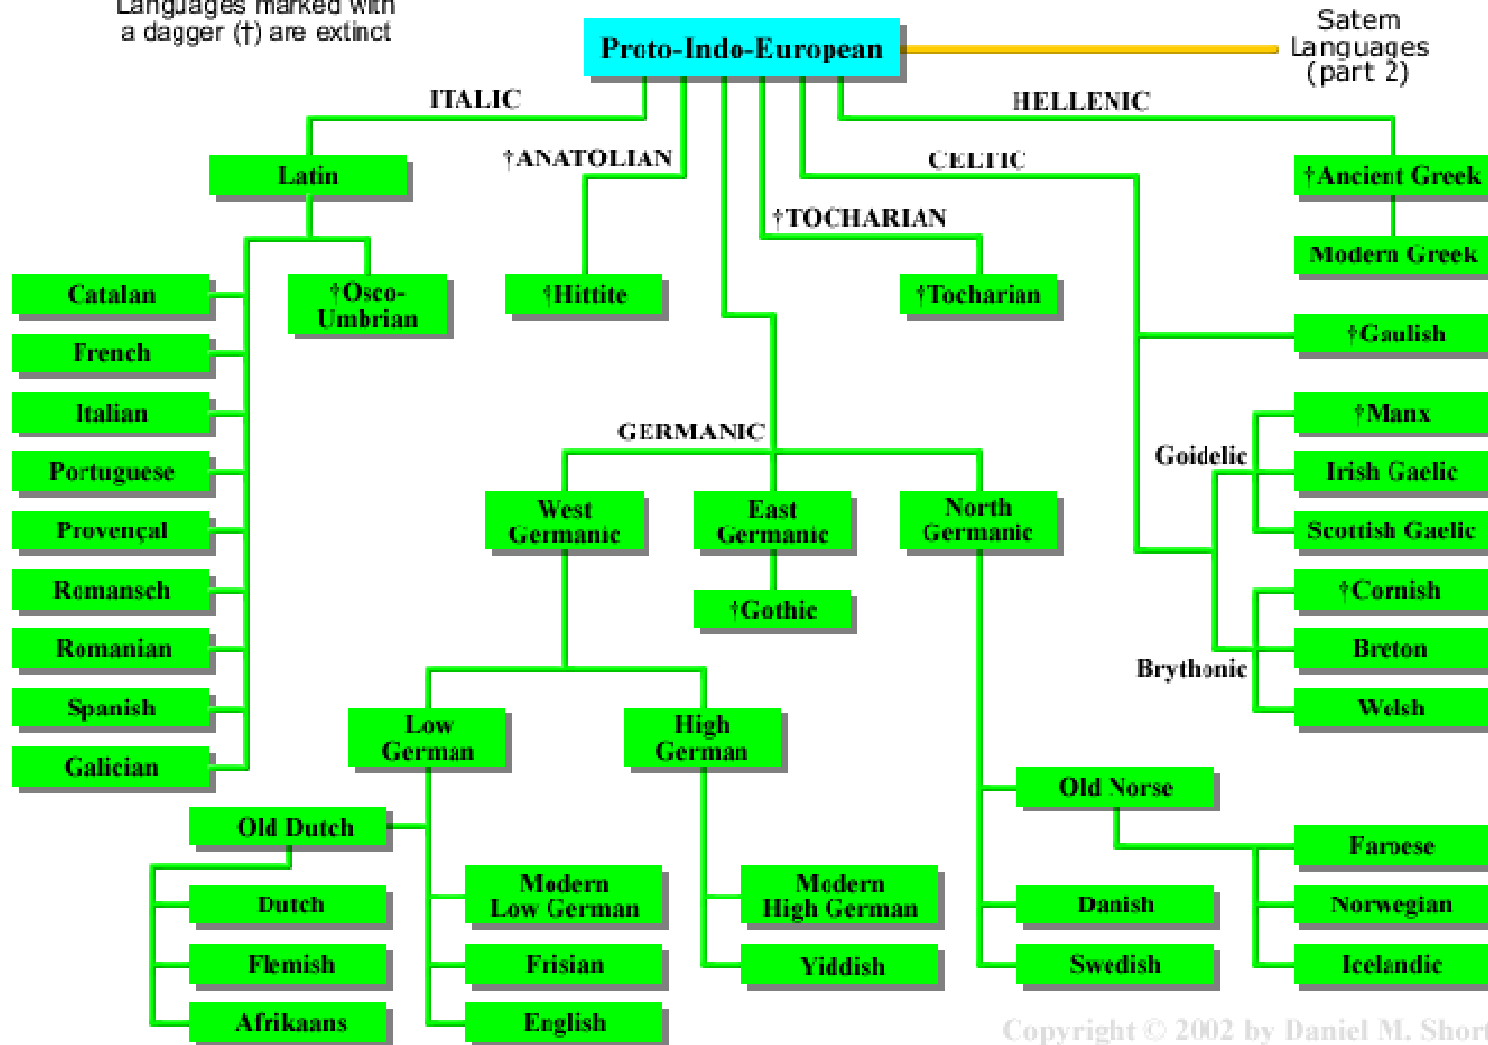 Languages marked with
a dagger (†) are extinct
Proto-Indo-European
Satem
Languages
(part 2)
ITALIC
HELLENIC
†ANATOLIAN
CELTIC
Latin
†Ancient Greek
†TOCHARIAN
Modern Greek
Catalan
†Osco-
Umbrian
†Hittite
†Tocharian
†Gaulish
French
Italian
†Manx
GERMANIC
Goidelic
Portuguese
Irish Gaelic
West
Germanic
East
Germanic
North
Germanic
Provençal
Scottish Gaelic
Romansch
†Cornish
†Gothic
Romanian
Breton
Brythonic
Spanish
Welsh
Low
German
High
German
Galician
Old Norse
Old Dutch
Faroese
Modern
Low German
Modern
High German
Dutch
Danish
Norwegian
Flemish
Frisian
Yiddish
Swedish
Icelandic
Afrikaans
English
Copyright © 2002 by Daniel M. Short